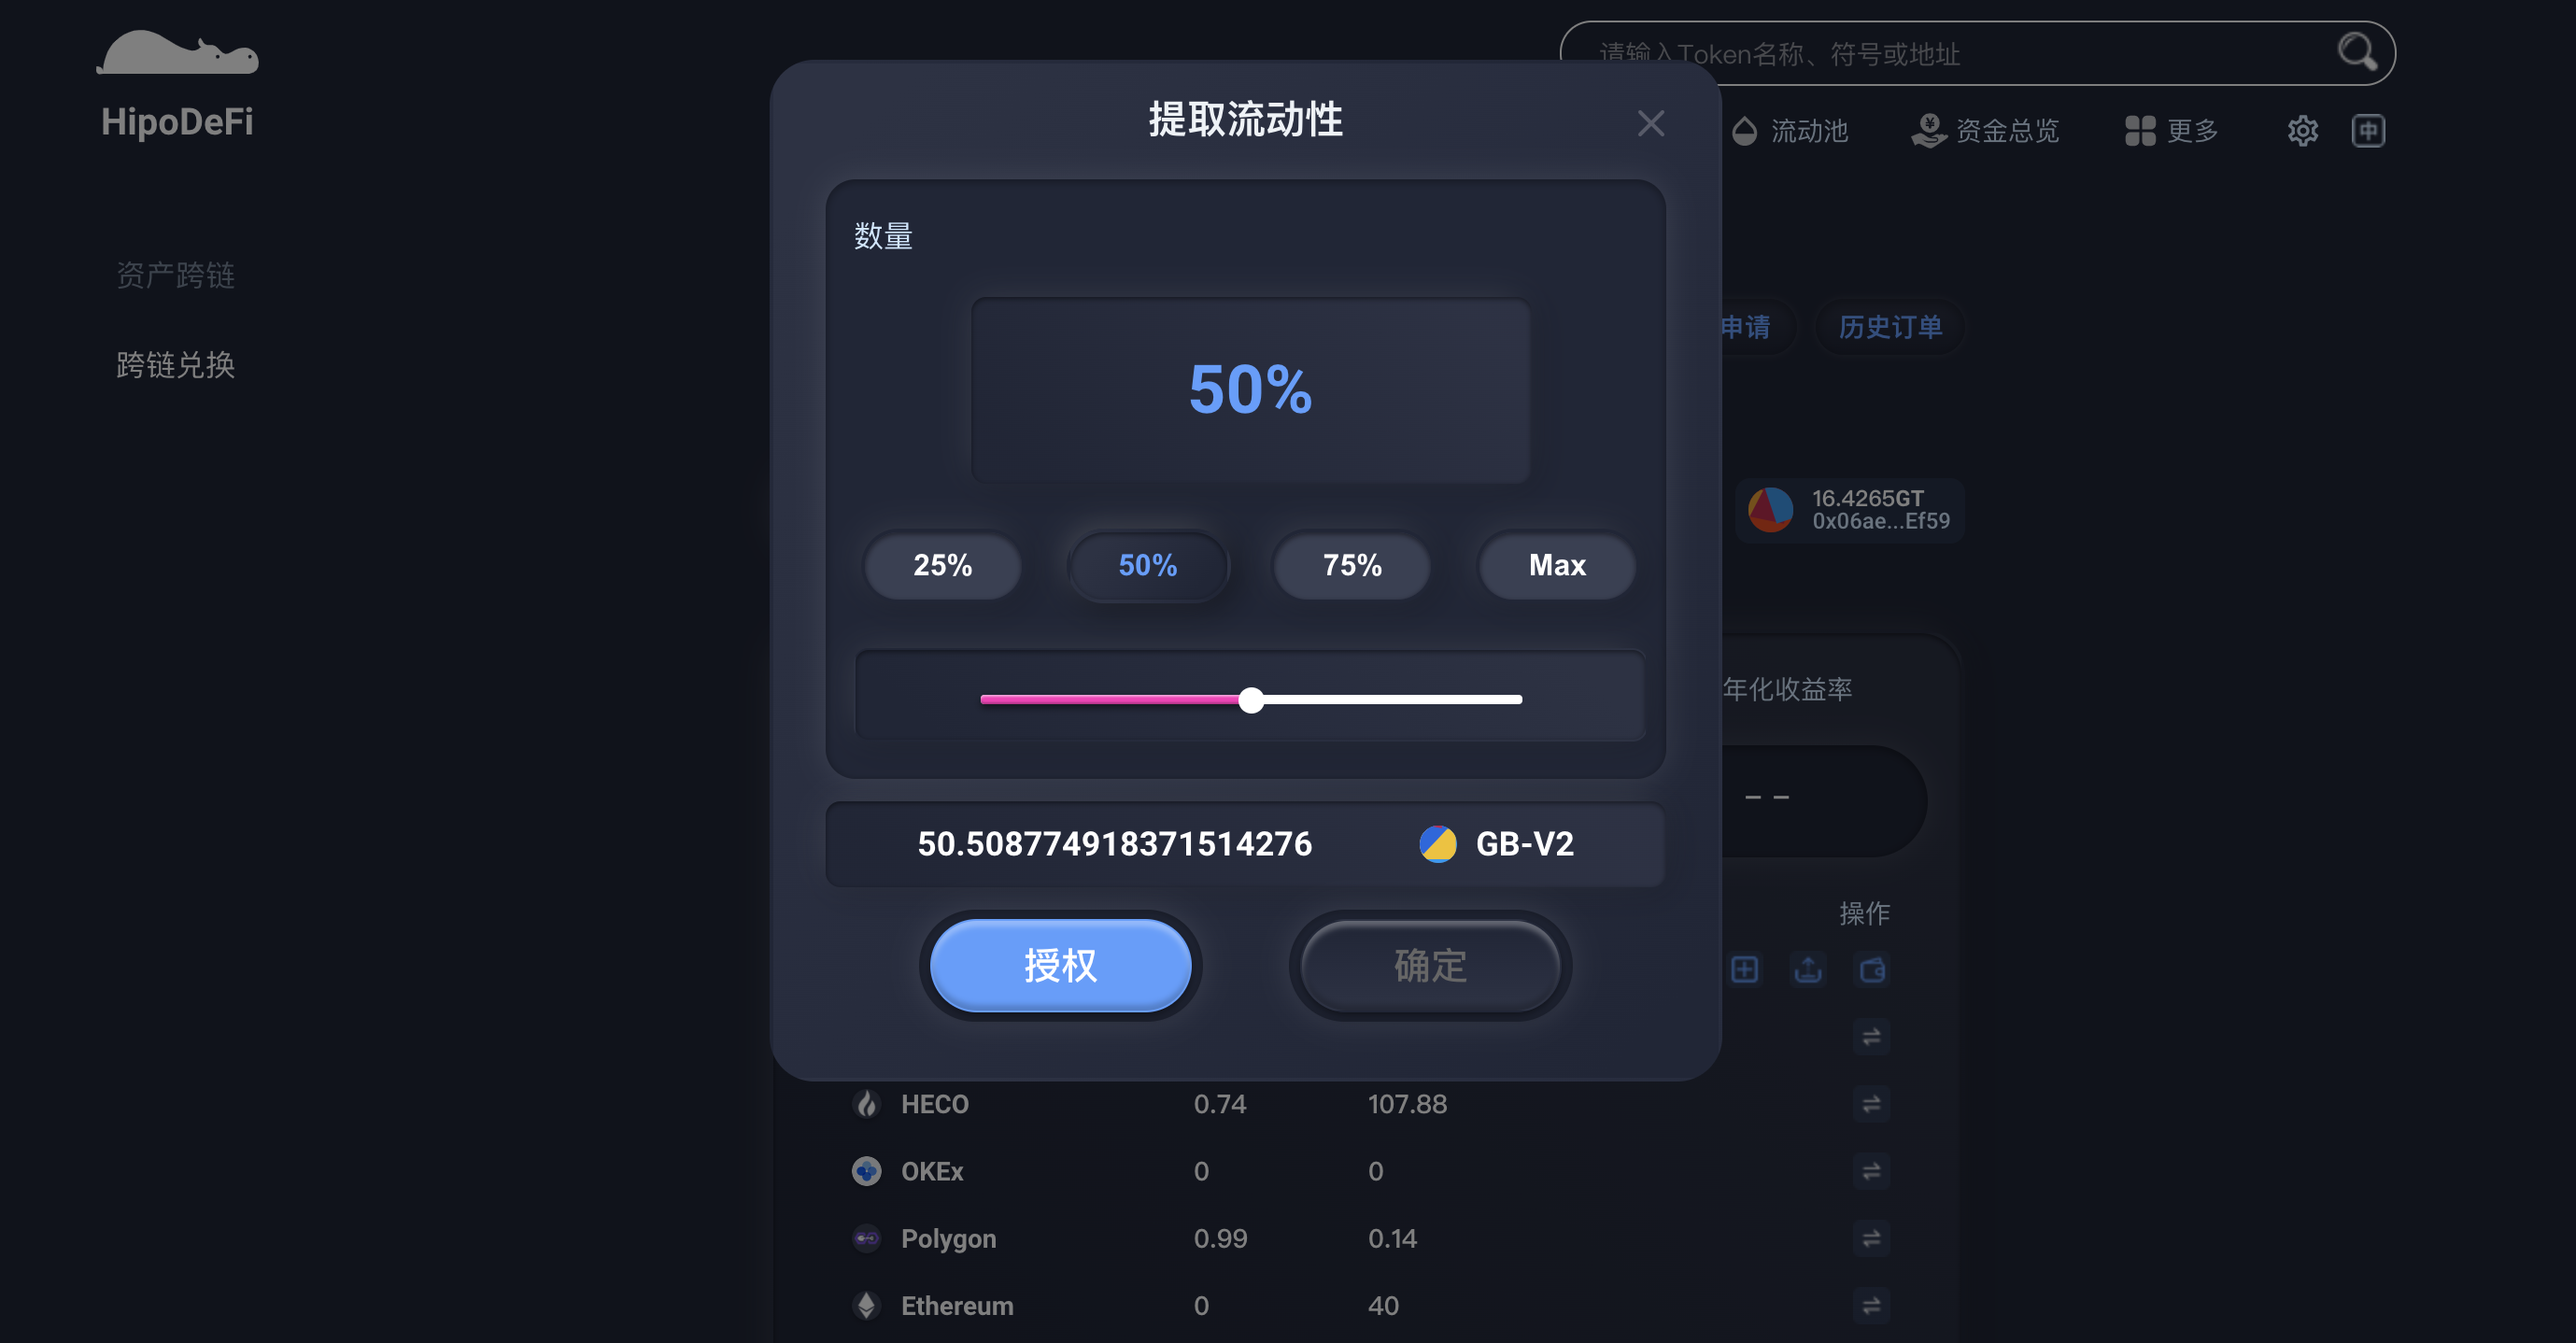 请输入Token名称、符号或地址
HipoDeFi
流动池
资金总览
更多
中
提取流动性
资产跨链
跨链兑换
数量
申请
历史订单
50%
16.4265GT
0x06ae...Ef59
25%
50%
75%
Max
年化收益率
– –
50.508774918371514276
GB-V2
操作
授权
确定
HECO 0.74 107.88
OKEx 0 0
Polygon 0.99 0.14
Ethereum 0 40